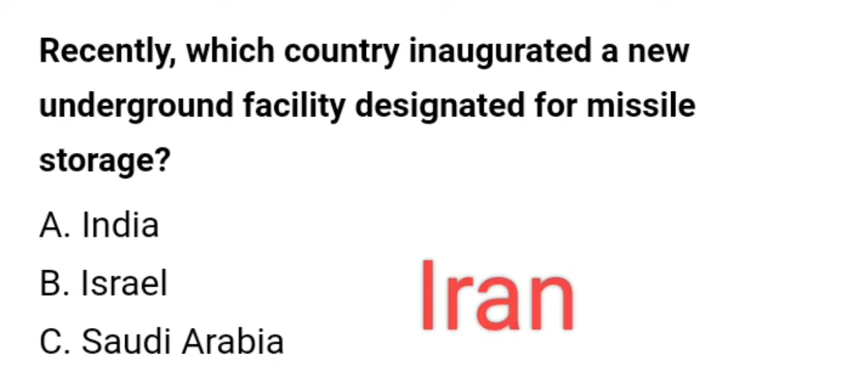 Recently, which country inaugurated a new
underground facility designated for missile
storage?
A. India
B. Israel
Iran
C. Saudi Arabia